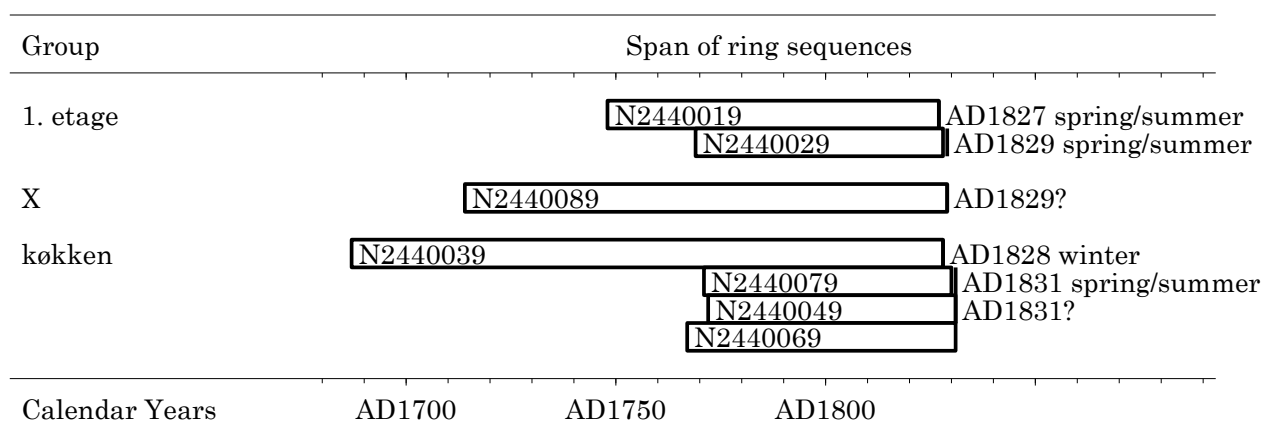 Group Span of ring sequences
1. etage N2440019 AD1827 spring/summer
N2440029 AD1829 spring/summer
X N2440089 AD1829?
køkken N2440039 AD1828 winter
N2440079 AD1831 spring/summer
N2440049 AD1831?
N2440069
Calendar Years AD1700 AD1750 AD1800